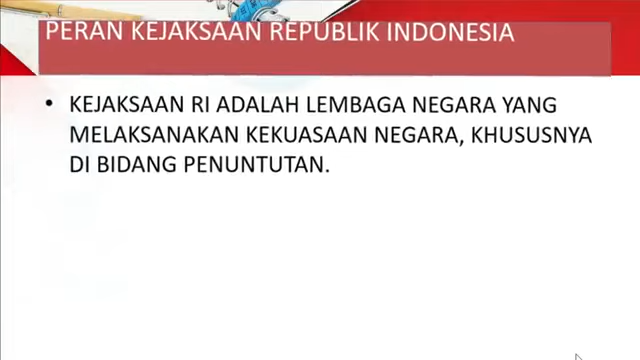 PERAN KEJAKSAAN REPUBLIK INDONESIA
• KEJAKSAAN RI ADALAH LEMBAGA NEGARA YANG
MELAKSANAKAN KEKUASAAN NEGARA, KHUSUSNYA
DI BIDANG PENUNTUTAN.